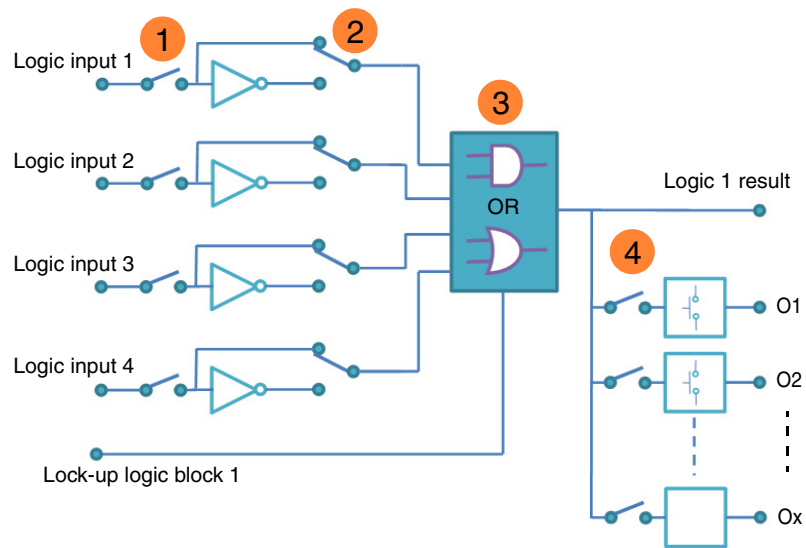 1
2
Logic input 1
3
Logic input 2
Logic 1 result
OR
4
Logic input 3
O1
Logic input 4
O2
Lock-up logic block 1
Ox